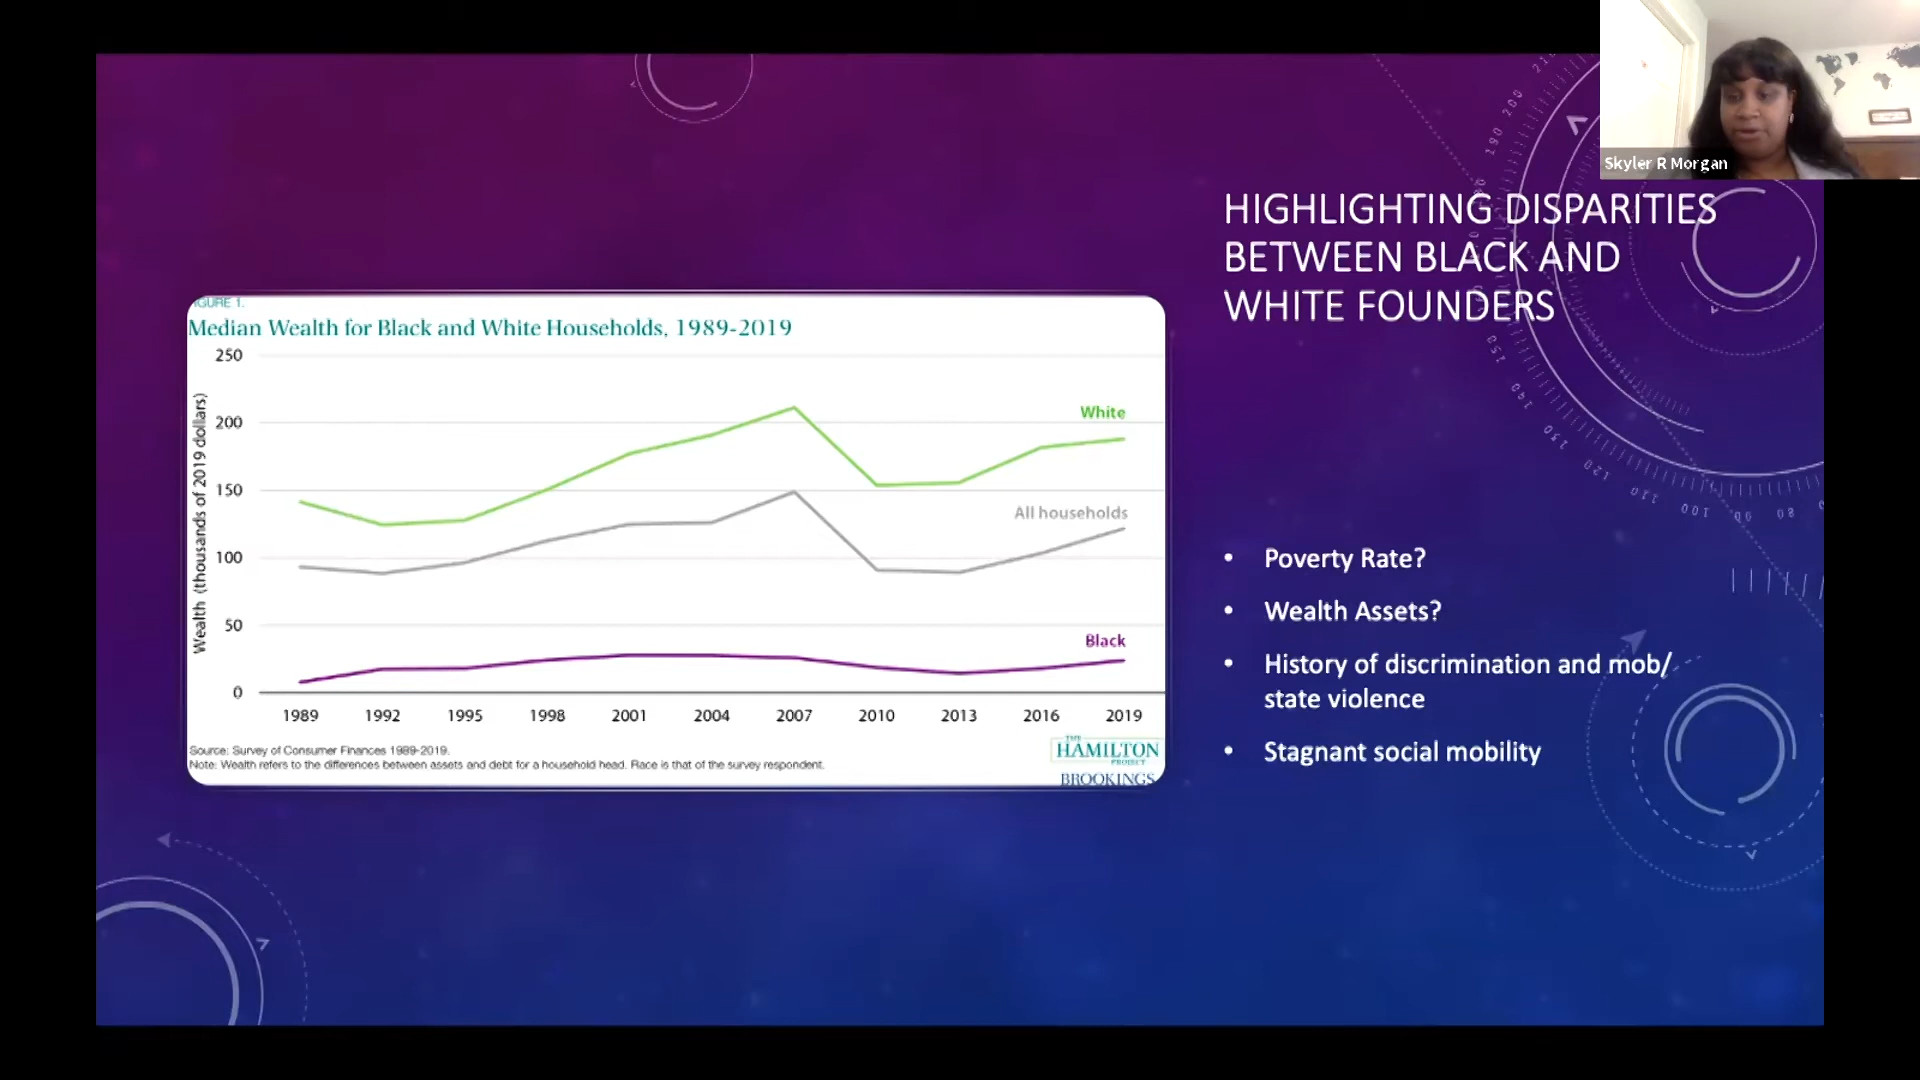 Skyler R Morgan
HIGHLIGHTING DISPARITIES
BETWEEN BLACK AND
WHITE FOUNDERS
GURE 1.
Median Wealth for Black and White Households, 1989-2019
Wealth (thousands of 2019 dollars)
250
200
150
100
50
0
White
All households
Black
1989 1992 1995 1998 2001 2004 2007 2010 2013 2016 2019
Source: Survey of Consumer Finances 1989-2019.
Note: Wealth refers to the differences between assets and debt for a household head. Race is that of the survey respondent.
THE
HAMILTON
PROJECT
BROOKINGS
• Poverty Rate?
• Wealth Assets?
• History of discrimination and mob/
state violence
• Stagnant social mobility